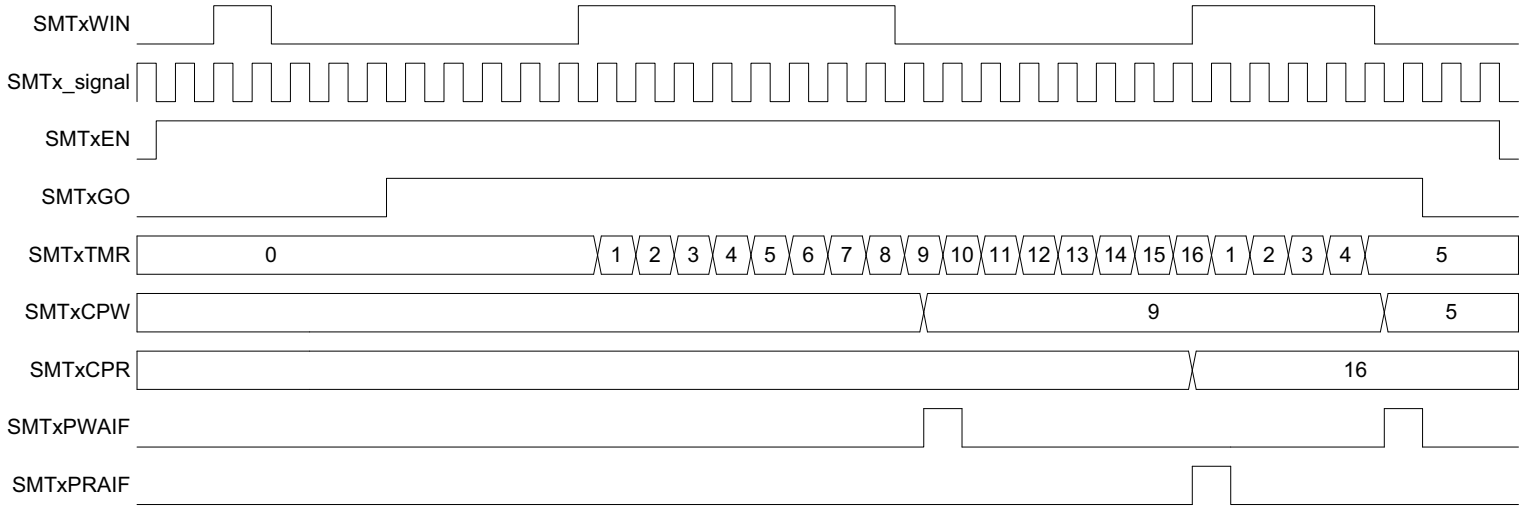 SMTxWIN
SMTx_signal
SMTxEN
SMTxGO
SMTxTMR 0 1 2 3 4 5 6 7 8 9 10 11 12 13 14 15 16 1 2 3 4 5
SMTxCPW 9 5
SMTxCPR 16
SMTxPWAIF
SMTxPRAIF